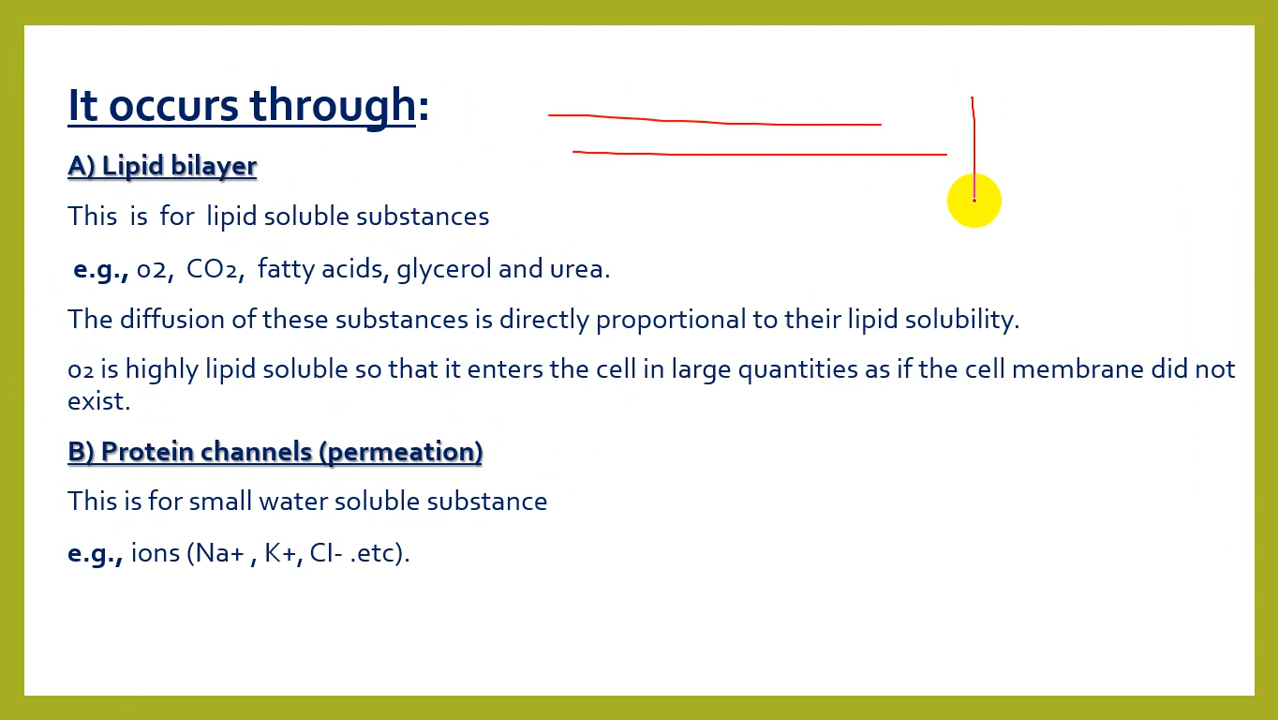 It occurs through:
A) Lipid bilayer
This is for lipid soluble substances
e.g., o2, CO2, fatty acids, glycerol and urea.
The diffusion of these substances is directly proportional to their lipid solubility.
o2 is highly lipid soluble so that it enters the cell in large quantities as if the cell membrane did not
exist.
B) Protein channels (permeation)
This is for small water soluble substance
e.g., ions (Na+ , K+, CI- .etc).